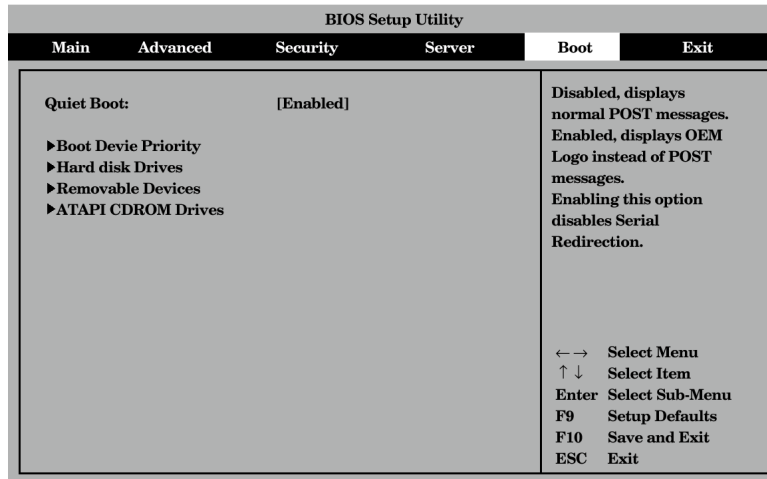 BIOS Setup Utility
Main Advanced Security Server Boot Exit
Quiet Boot: [Enabled]
▶Boot Devie Priority
▶Hard disk Drives
▶Removable Devices
▶ATAPI CDROM Drives
Disabled, displays
normal POST messages.
Enabled, displays OEM
Logo instead of POST
messages.
Enabling this option
disables Serial
Redirection.
←→ Select Menu
↑↓ Select Item
Enter Select Sub-Menu
F9 Setup Defaults
F10 Save and Exit
ESC Exit